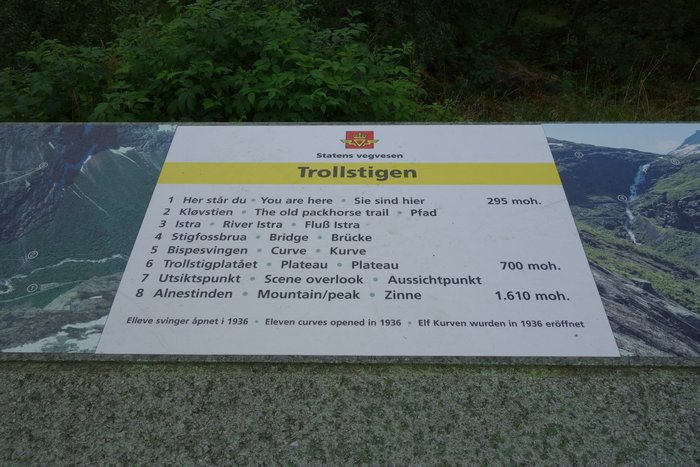 Statens vegvesen
Trollstigen
1 Her står du • You are here • Sie sind hier 295 moh.
2 Kløvstien • The old packhorse trail • Pfad
3 Istra • River Istra • Fluß Istra
4 Stigfossbrua • Bridge • Brücke
5 Bispesvingen • Curve • Kurve
6 Trollstigplatået • Plateau • Plateau 700 moh.
7 Utsiktspunkt • Scene overlook • Aussichtpunkt
8 Alnestinden • Mountain/peak • Zinne 1.610 moh.
Elleve svinger åpnet i 1936 • Eleven curves opened in 1936 • Elf Kurven wurden in 1936 eröffnet